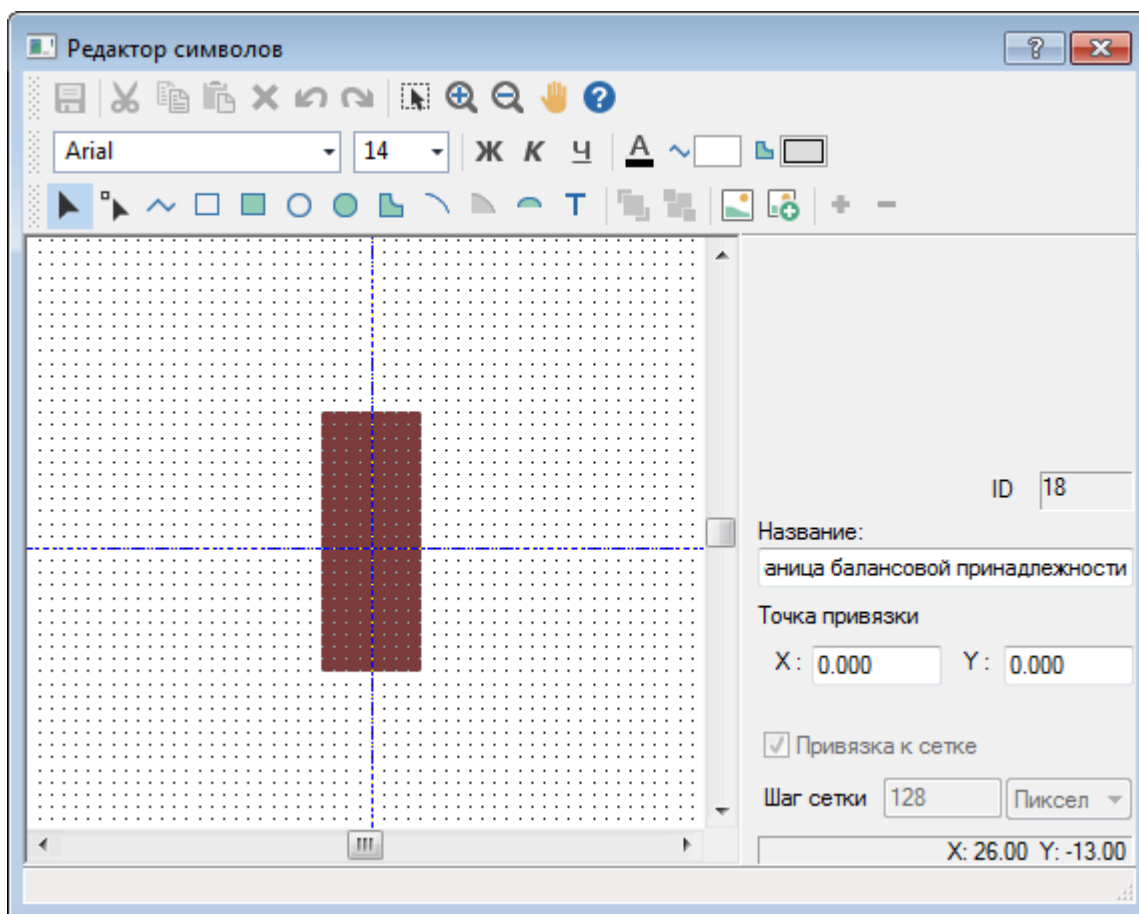 Редактор символов
Arial 14 Ж К Ч А
Т
ID 18
Название:
аница балансовой принадлежности
Точка привязки
X: 0.000 Y: 0.000
Привязка к сетке
Шаг сетки 128 Пиксел
X: 26.00 Y: -13.00